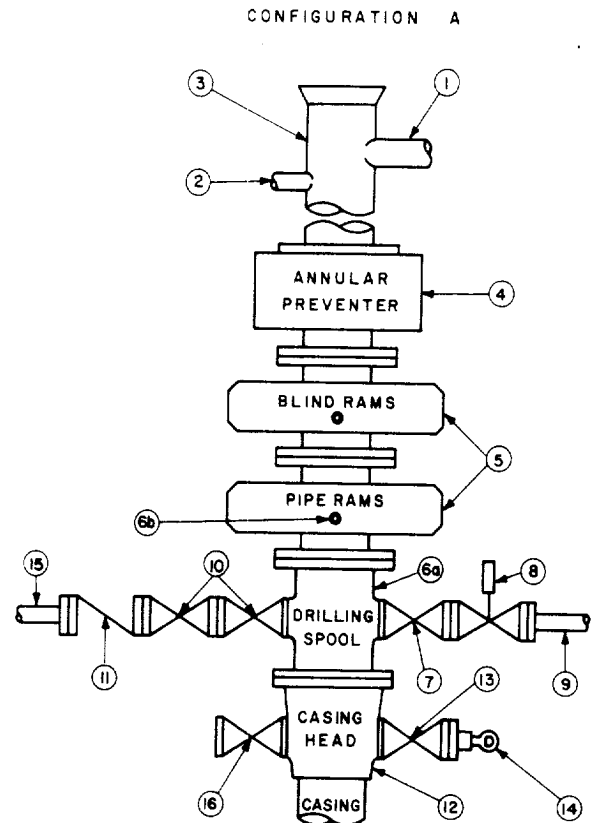 CONFIGURATION A
3
1
2
ANNULAR
PREVENTER
4
BLIND RAMS
5
PIPE RAMS
6b
15
10
6a
8
DRILLING
SPOOL
11
7
9
13
CASING
HEAD
16
12
14
CASING